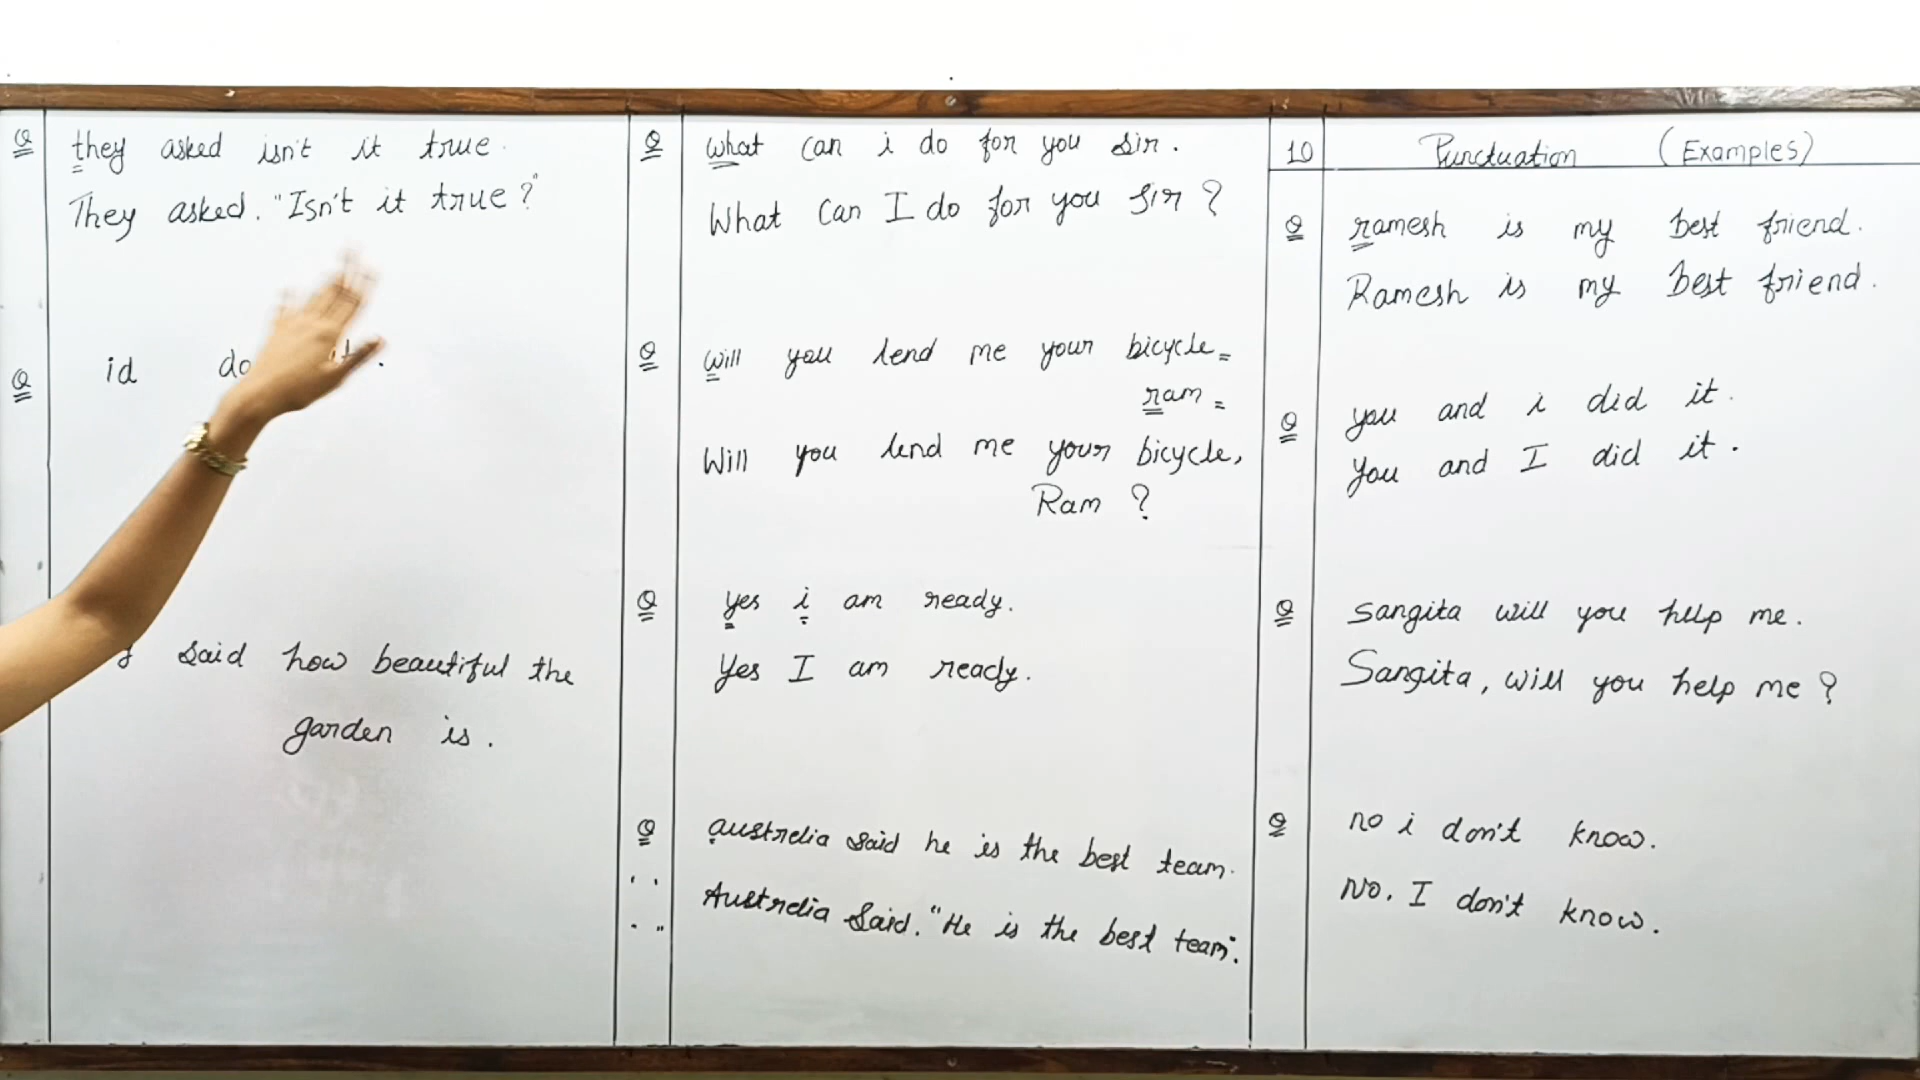 Q they asked isn't it true.
They asked. "Isn't it true?"
Q id do it.
said how beautiful the
garden is.
Q what can i do for you sir.
What Can I do for you Sir ?
Q will you lend me your bicycle
ram
Will you lend me your bicycle,
Ram ?
Q yes i am ready.
Yes I am ready.
Q australia said he is the best team.
Australia Said. "He is the best team".
10 Punctuation (Examples)
Q ramesh is my best friend.
Ramesh is my best friend.
Q you and i did it.
You and I did it.
Q sangita will you help me.
Sangita, will you help me ?
Q no i don't know.
No. I don't know.